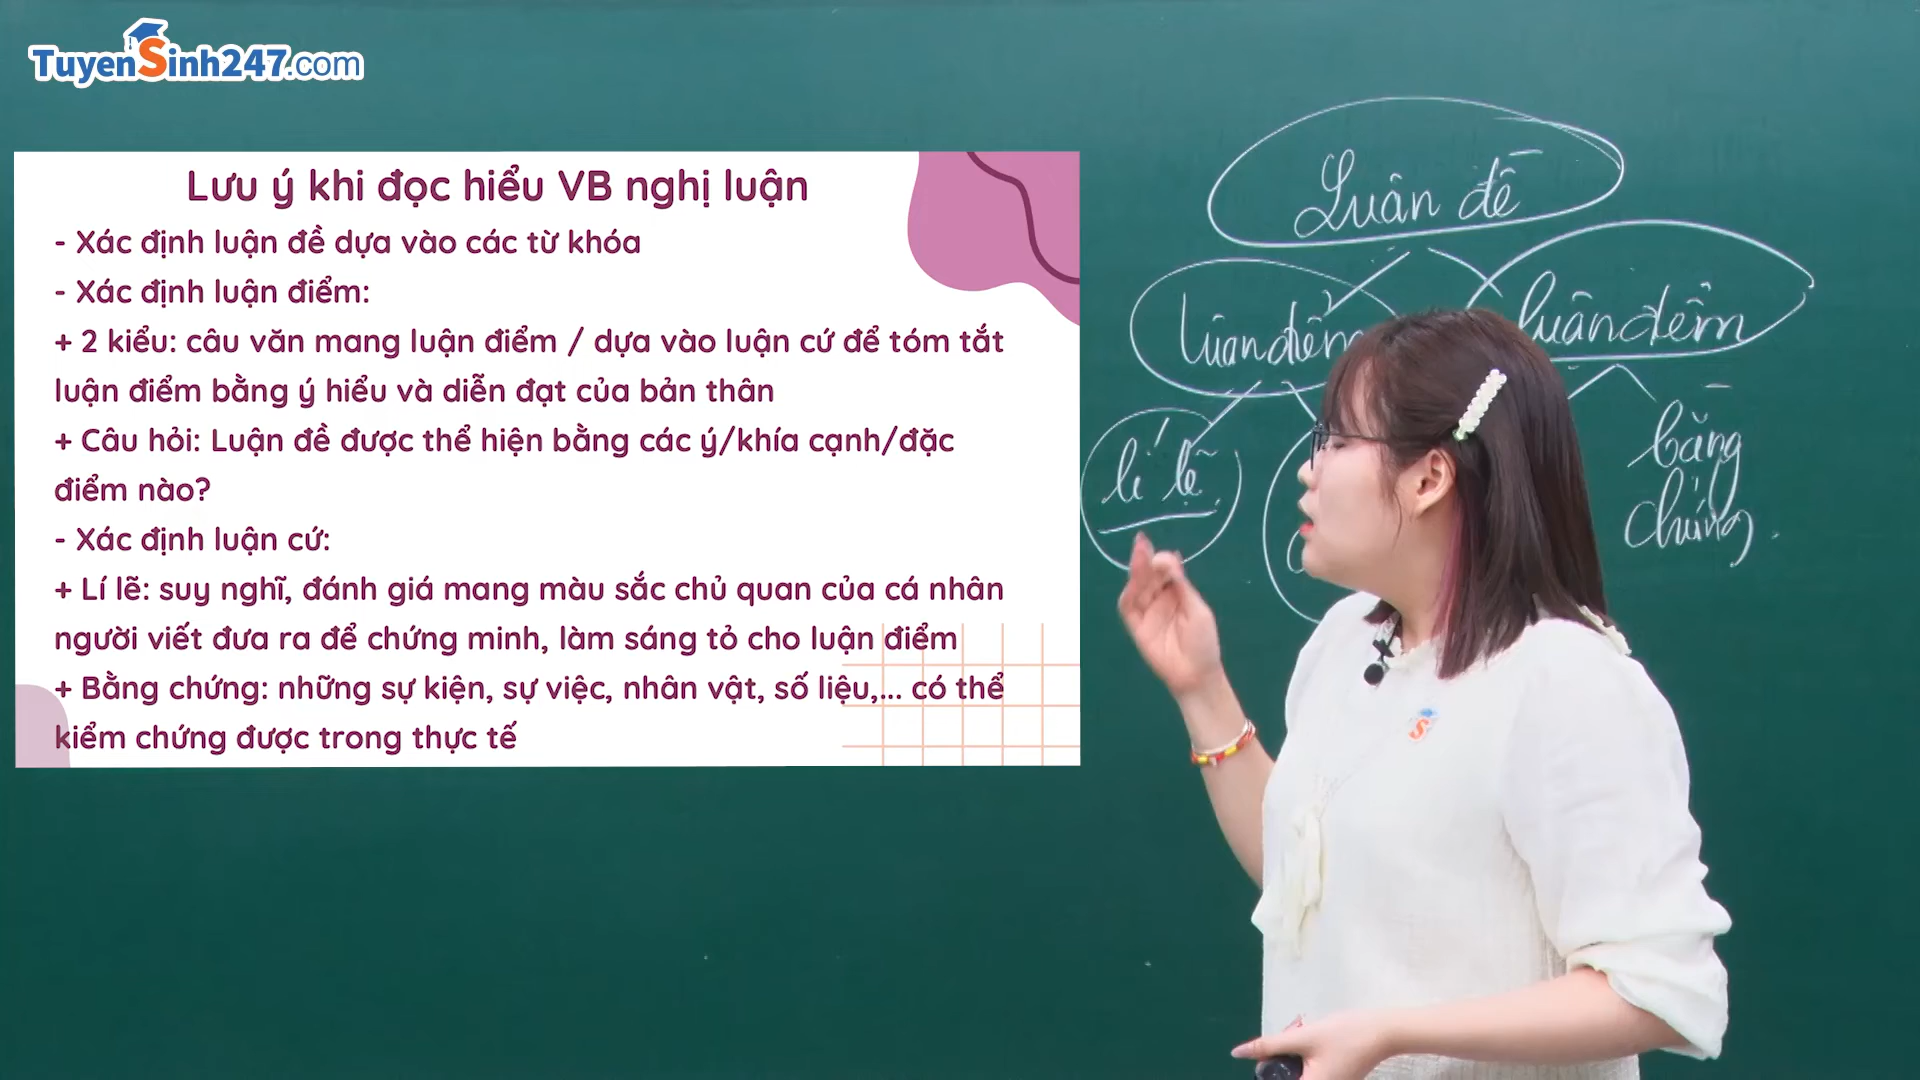 TuyenSinh247.com
Lưu ý khi đọc hiểu VB nghị luận
- Xác định luận đề dựa vào các từ khóa
- Xác định luận điểm:
+ 2 kiểu: câu văn mang luận điểm / dựa vào luận cứ để tóm tắt
luận điểm bằng ý hiểu và diễn đạt của bản thân
+ Câu hỏi: Luận đề được thể hiện bằng các ý/khía cạnh/đặc
điểm nào?
- Xác định luận cứ:
+ Lí lẽ: suy nghĩ, đánh giá mang màu sắc chủ quan của cá nhân
người viết đưa ra để chứng minh, làm sáng tỏ cho luận điểm
+ Bằng chứng: những sự kiện, sự việc, nhân vật, số liệu,... có thể
kiểm chứng được trong thực tế
Luận đề
luận điểm luận điểm
lí lẽ
bằng
chứng